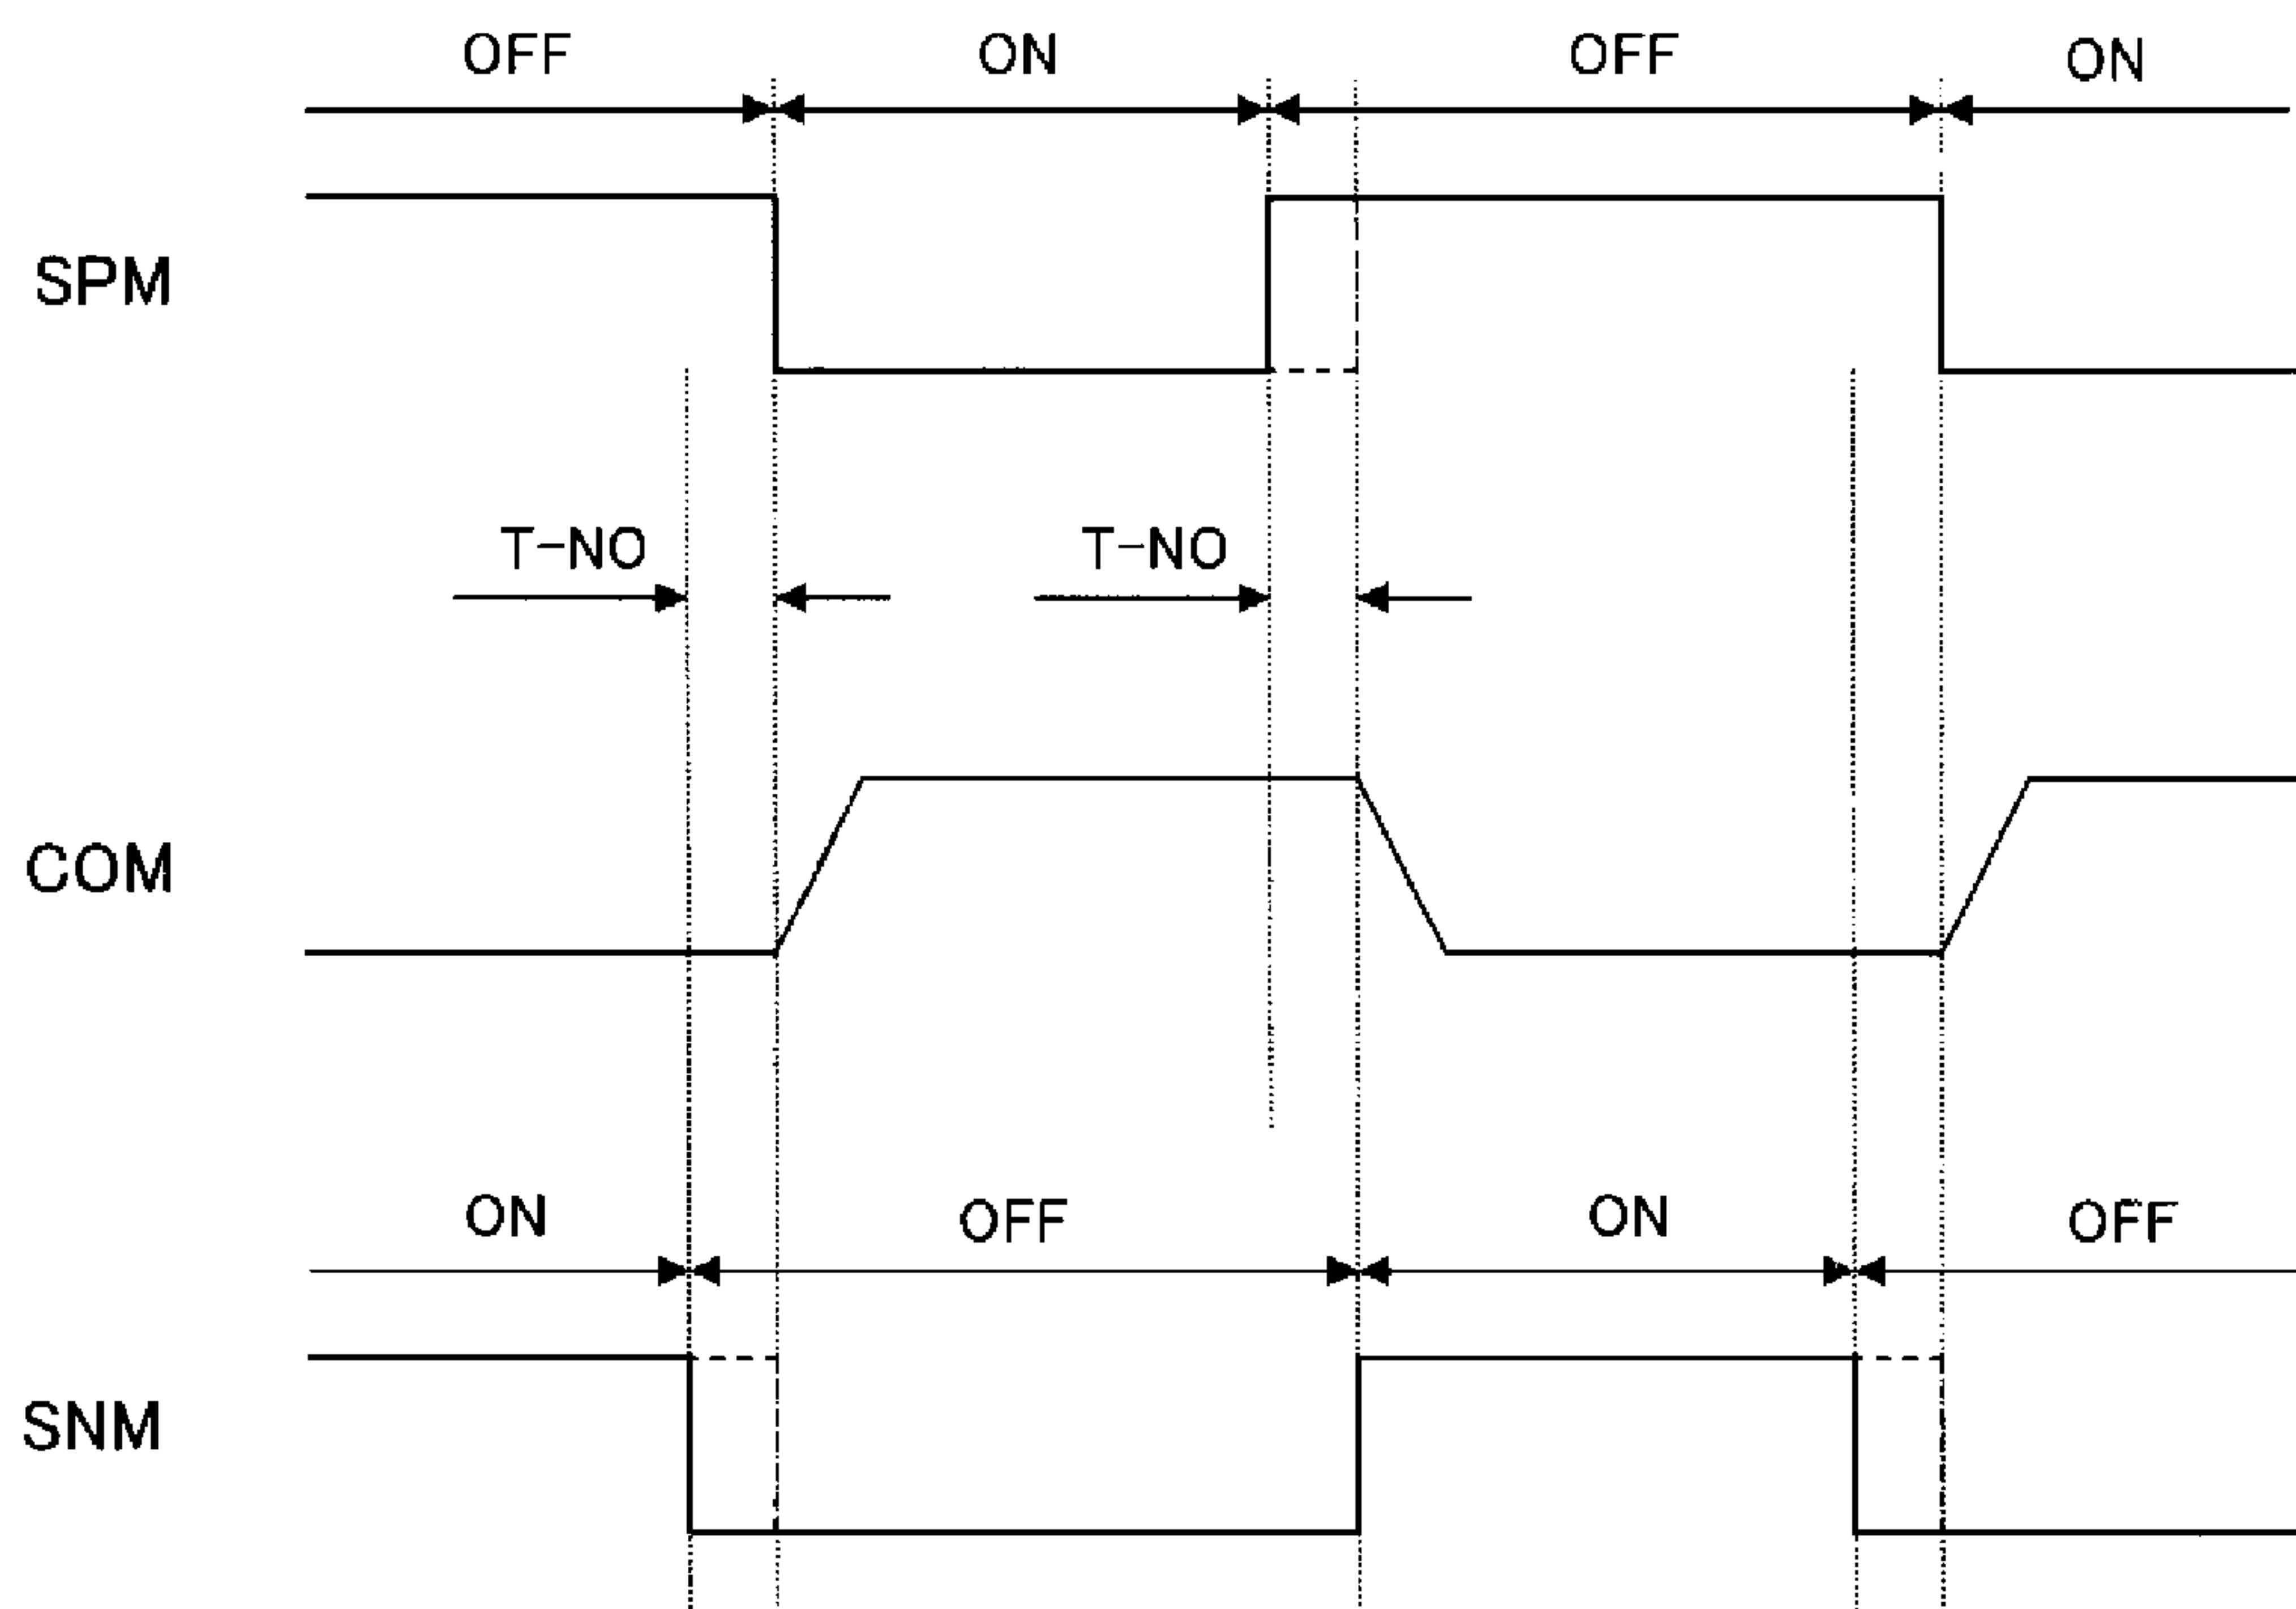 OFF ON OFF ON
SPM
T-NO T-NO
COM
ON OFF ON OFF
SNM